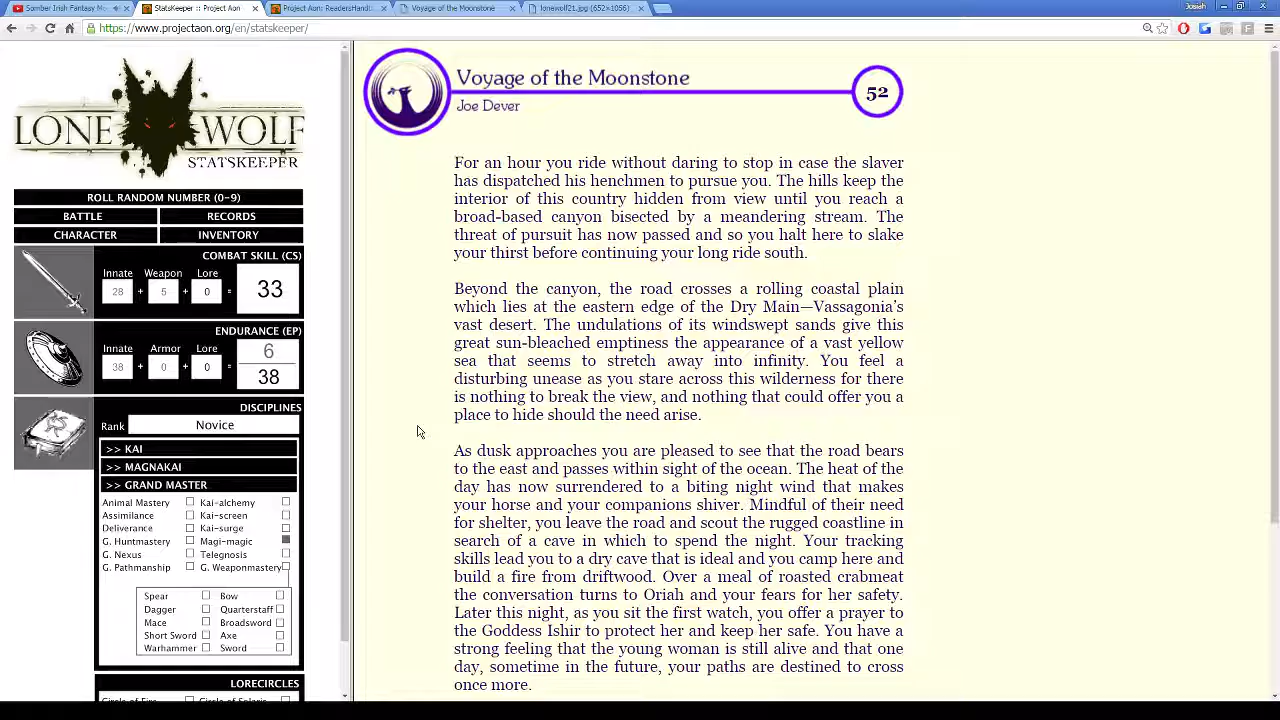 Somber Irish Fantasy M
StatsKeeper :: Project Aon
Project Aon: ReadersHandb
Voyage of the Moonstone
lonewolf21.jpg (652×1056)
Josiah
https://www.projectaon.org/en/statskeeper/
LONE WOLF
STATSKEEPER
ROLL RANDOM NUMBER (0-9)
BATTLE RECORDS
CHARACTER INVENTORY
COMBAT SKILL (CS)
Innate Weapon Lore
28 + 5 + 0 = 33
ENDURANCE (EP)
Innate Armor Lore 6
38 + 0 + 0 = 38
DISCIPLINES
Rank Novice
>> KAI
>> MAGNAKAI
>> GRAND MASTER
Animal Mastery Kai-alchemy
Assimilance Kai-screen
Deliverance Kai-surge
G. Huntmastery Magi-magic
G. Nexus Telegnosis
G. Pathmanship G. Weaponmastery
Spear Bow
Dagger Quarterstaff
Mace Broadsword
Short Sword Axe
Warhammer Sword
LORECIRCLES
Circle of Fire Circle of Solaris
Voyage of the Moonstone
Joe Dever
52
For an hour you ride without daring to stop in case the slaver
has dispatched his henchmen to pursue you. The hills keep the
interior of this country hidden from view until you reach a
broad-based canyon bisected by a meandering stream. The
threat of pursuit has now passed and so you halt here to slake
your thirst before continuing your long ride south.
Beyond the canyon, the road crosses a rolling coastal plain
which lies at the eastern edge of the Dry Main—Vassagonia's
vast desert. The undulations of its windswept sands give this
great sun-bleached emptiness the appearance of a vast yellow
sea that seems to stretch away into infinity. You feel a
disturbing unease as you stare across this wilderness for there
is nothing to break the view, and nothing that could offer you a
place to hide should the need arise.
As dusk approaches you are pleased to see that the road bears
to the east and passes within sight of the ocean. The heat of the
day has now surrendered to a biting night wind that makes
your horse and your companions shiver. Mindful of their need
for shelter, you leave the road and scout the rugged coastline in
search of a cave in which to spend the night. Your tracking
skills lead you to a dry cave that is ideal and you camp here and
build a fire from driftwood. Over a meal of roasted crabmeat
the conversation turns to Oriah and your fears for her safety.
Later this night, as you sit the first watch, you offer a prayer to
the Goddess Ishir to protect her and keep her safe. You have a
strong feeling that the young woman is still alive and that one
day, sometime in the future, your paths are destined to cross
once more.